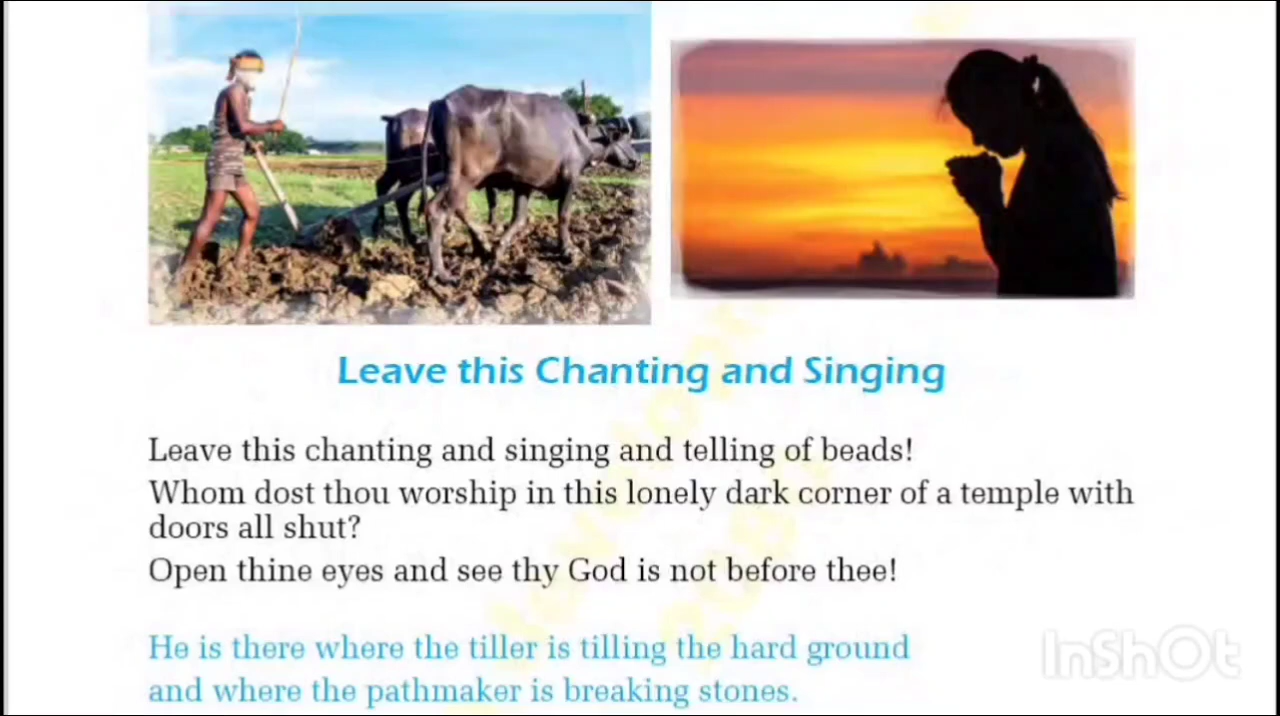 Leave this Chanting and Singing
Leave this chanting and singing and telling of beads!
Whom dost thou worship in this lonely dark corner of a temple with
doors all shut?
Open thine eyes and see thy God is not before thee!
He is there where the tiller is tilling the hard ground
and where the pathmaker is breaking stones.
InShOt